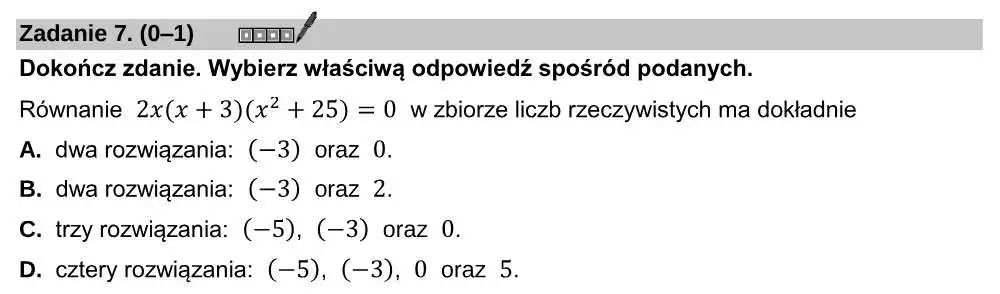 Zadanie 7. (0–1)
Dokończ zdanie. Wybierz właściwą odpowiedź spośród podanych.
Równanie 2x(x + 3)(x² + 25) = 0 w zbiorze liczb rzeczywistych ma dokładnie
A. dwa rozwiązania: (−3) oraz 0.
B. dwa rozwiązania: (−3) oraz 2.
C. trzy rozwiązania: (−5), (−3) oraz 0.
D. cztery rozwiązania: (−5), (−3), 0 oraz 5.